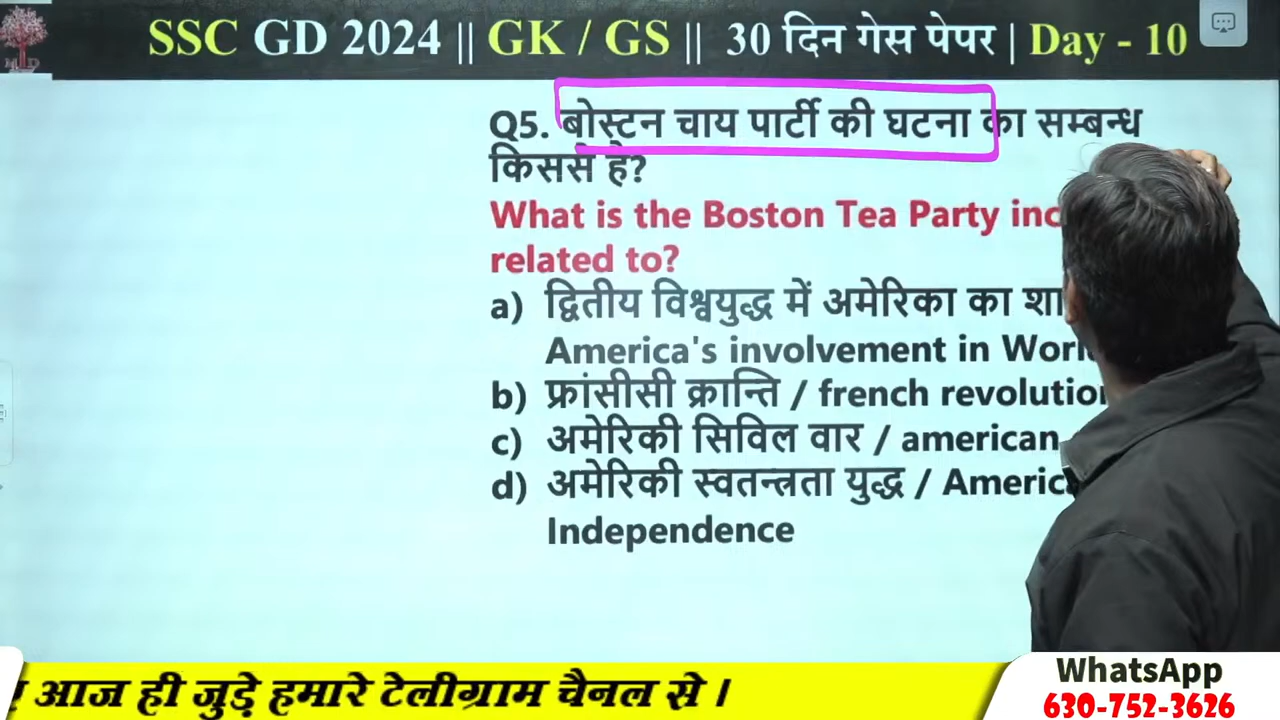 SSC GD 2024 || GK / GS || 30 दिन गेस पेपर | Day - 10
Q5. बोस्टन चाय पार्टी की घटना का सम्बन्ध
किससे है?
What is the Boston Tea Party
related to?
a) द्वितीय विश्वयुद्ध में अमेरिका का
America's involvement in
b) फ्रांसीसी क्रान्ति / french revolution
c) अमेरिकी सिविल वार / american
d) अमेरिकी स्वतन्त्रता युद्ध /
Independence
आज ही जुड़े हमारे टेलीग्राम चैनल से ।
WhatsApp
630-752-3626